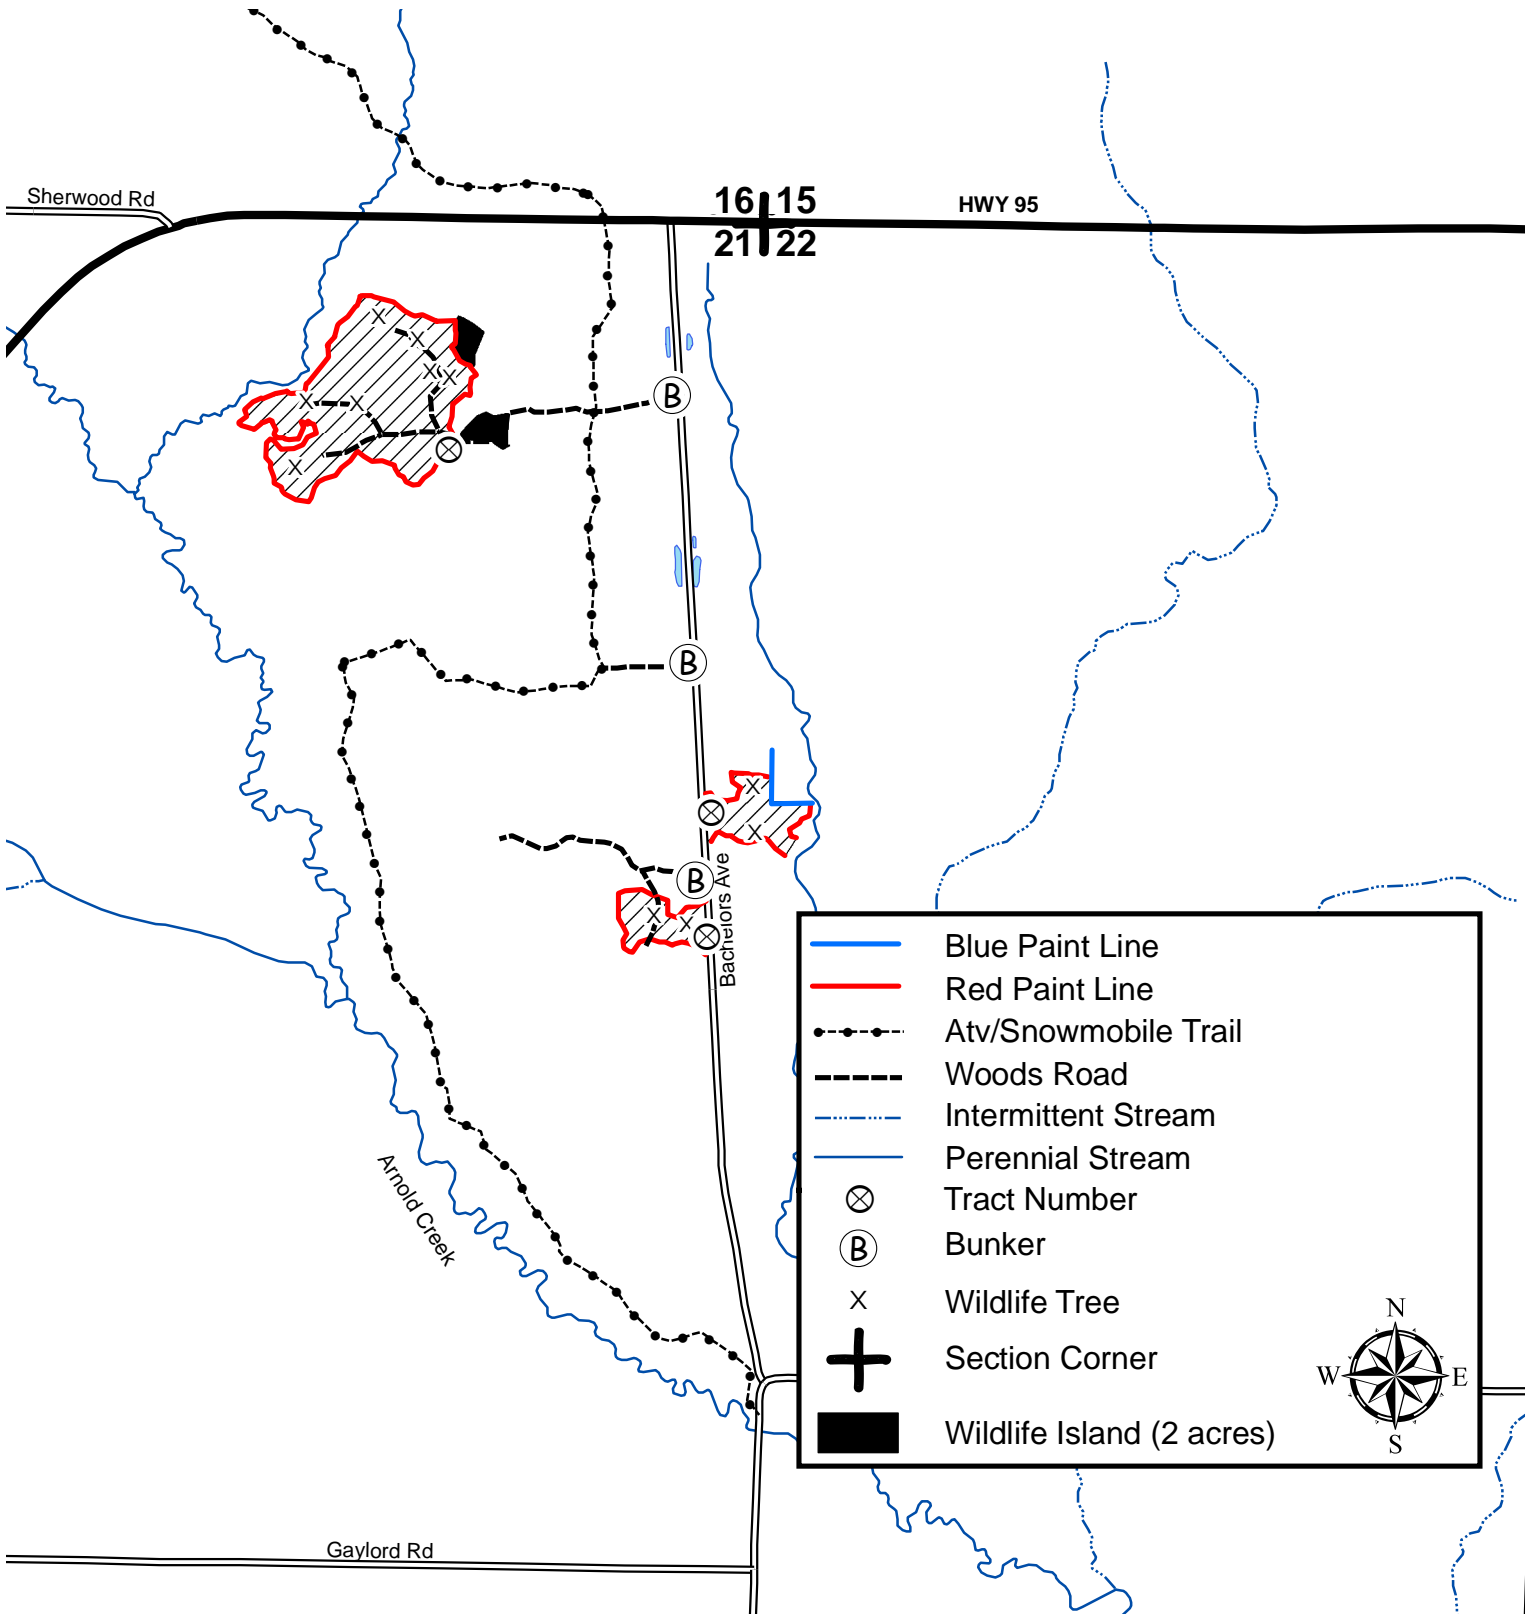 Sherwood Rd
16 15
HWY 95
21 22
B
B
B
Bachelors Ave
Blue Paint Line
Red Paint Line
Atv/Snowmobile Trail
Woods Road
Intermittent Stream
Perennial Stream
Tract Number
B Bunker
X Wildlife Tree
Section Corner
Wildlife Island (2 acres)
N
W E
S
Arnold Creek
Gaylord Rd